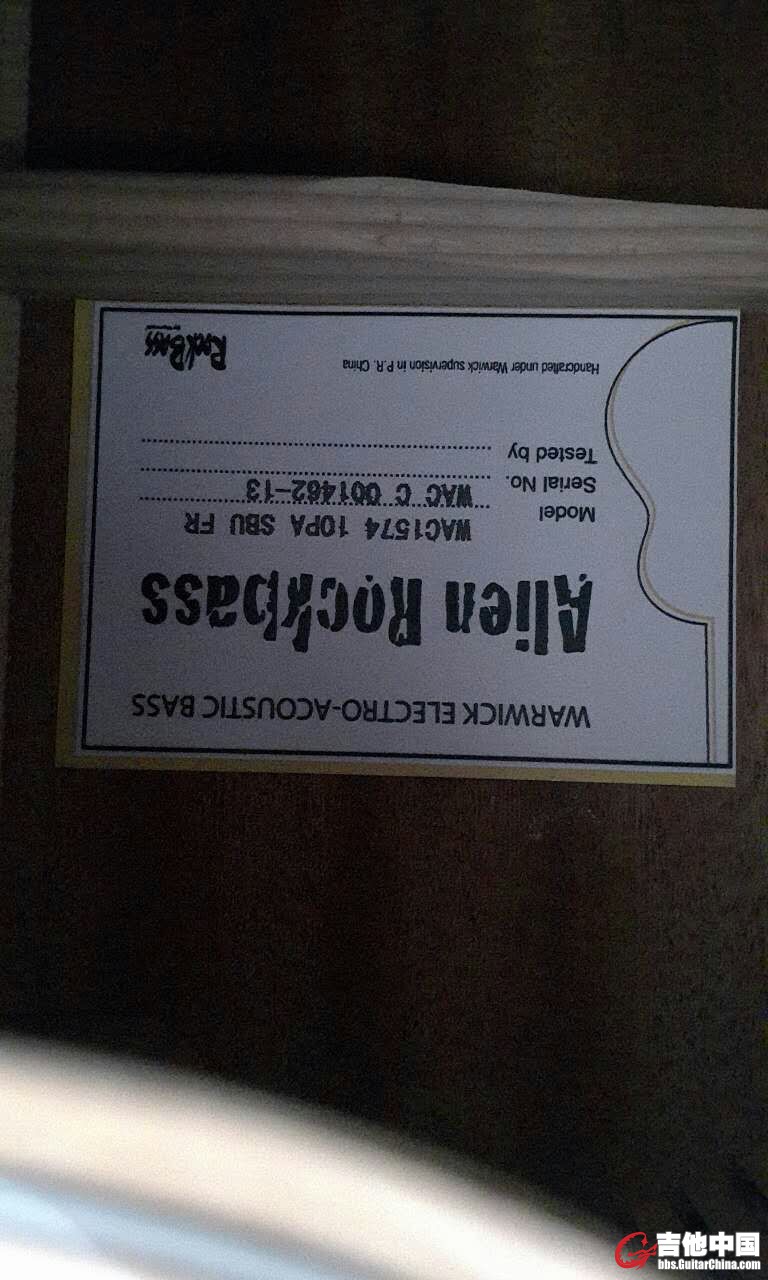 WARWICK ELECTRO-ACOUSTIC BASS
Alien Rockbass
WAC1574 10PA SBU FR
Model
WAC C 001462-13
Serial No.
Tested by
Handcrafted under Warwick supervision in P.R. China
RockBass
吉他中国
bbs.GuitarChina.com